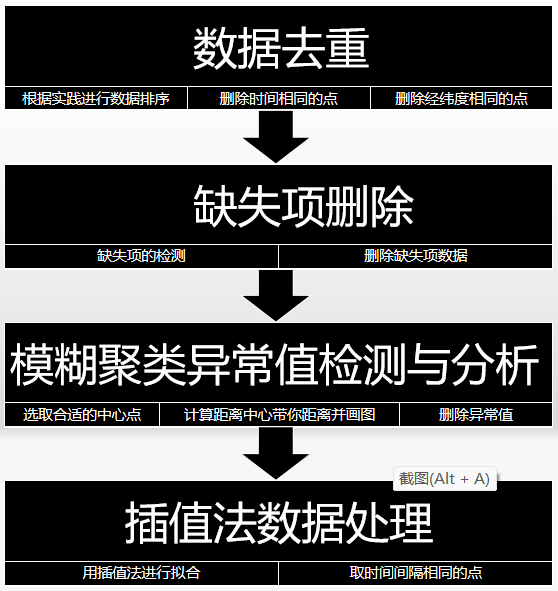 数据去重
根据实践进行数据排序 删除时间相同的点 删除经纬度相同的点
缺失项删除
缺失项的检测 删除缺失项数据
模糊聚类异常值检测与分析
选取合适的中心点 计算距离中心带你距离并画图 删除异常值
截图(Alt + A)
插值法数据处理
用插值法进行拟合 取时间间隔相同的点